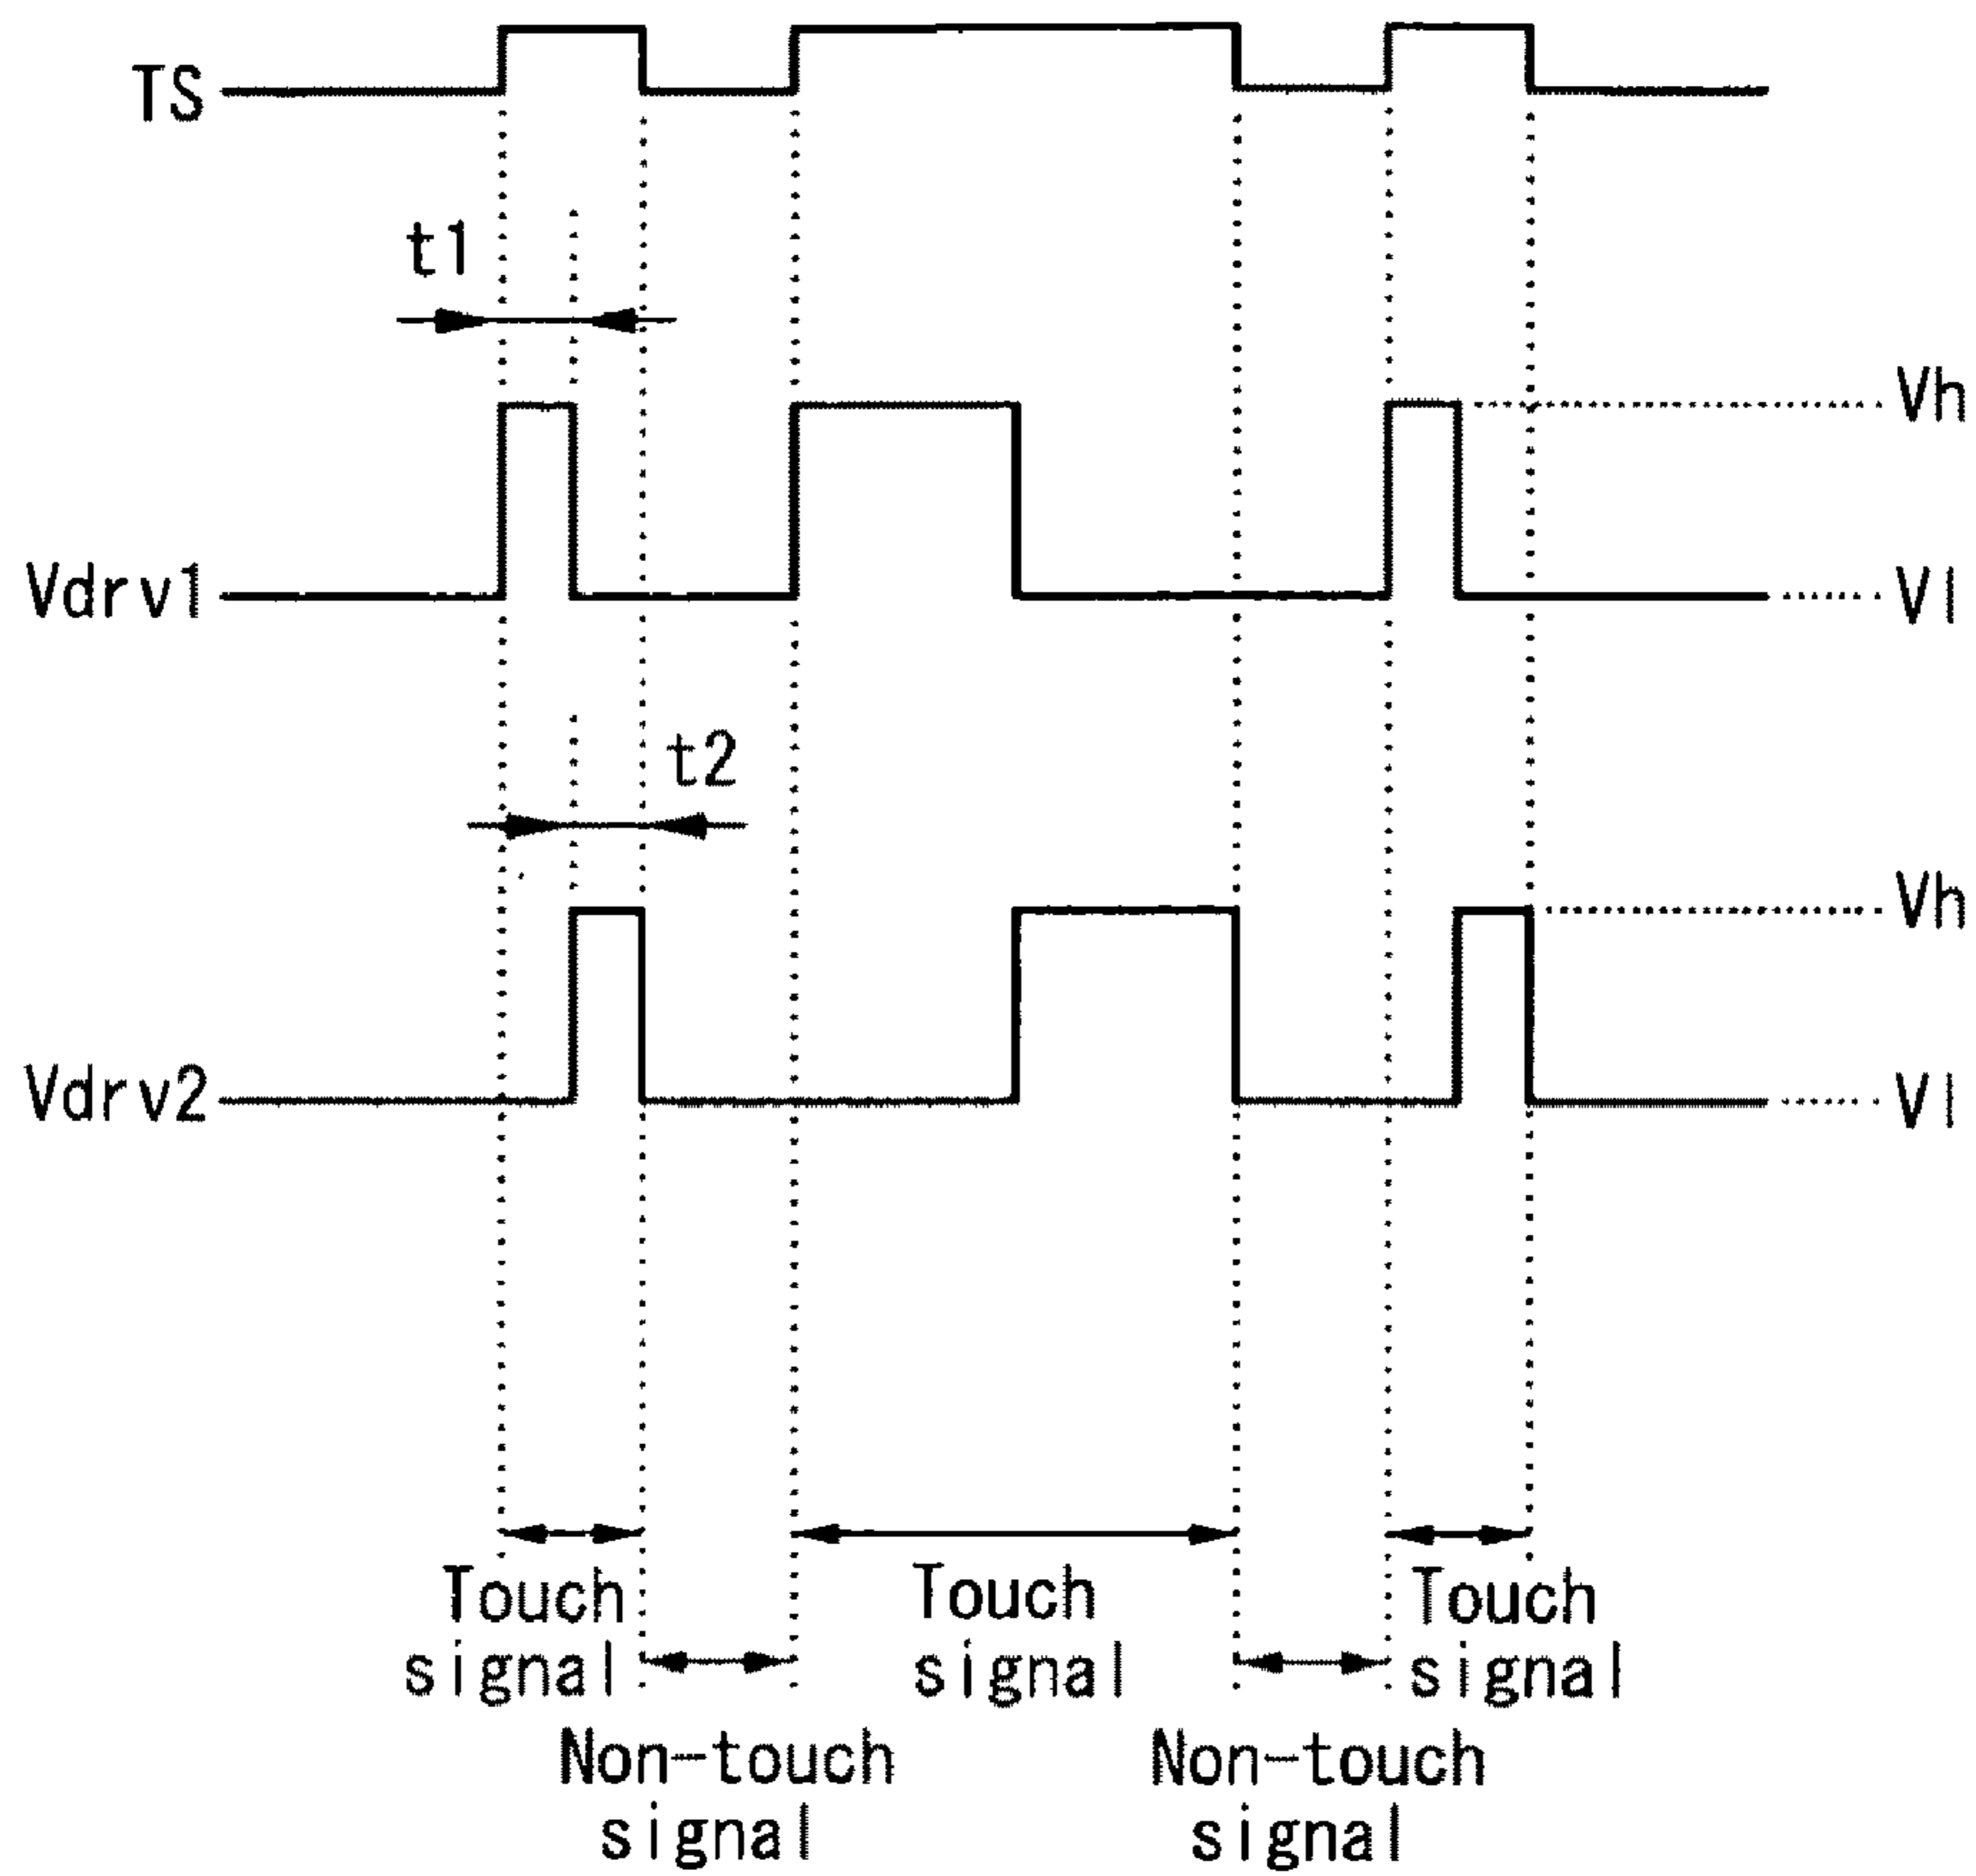 TS
t1
Vh
Vdrv1
Vl
t2
Vh
Vdrv2
Vl
Touch
signal
Touch
signal
Touch
signal
Non-touch
signal
Non-touch
signal